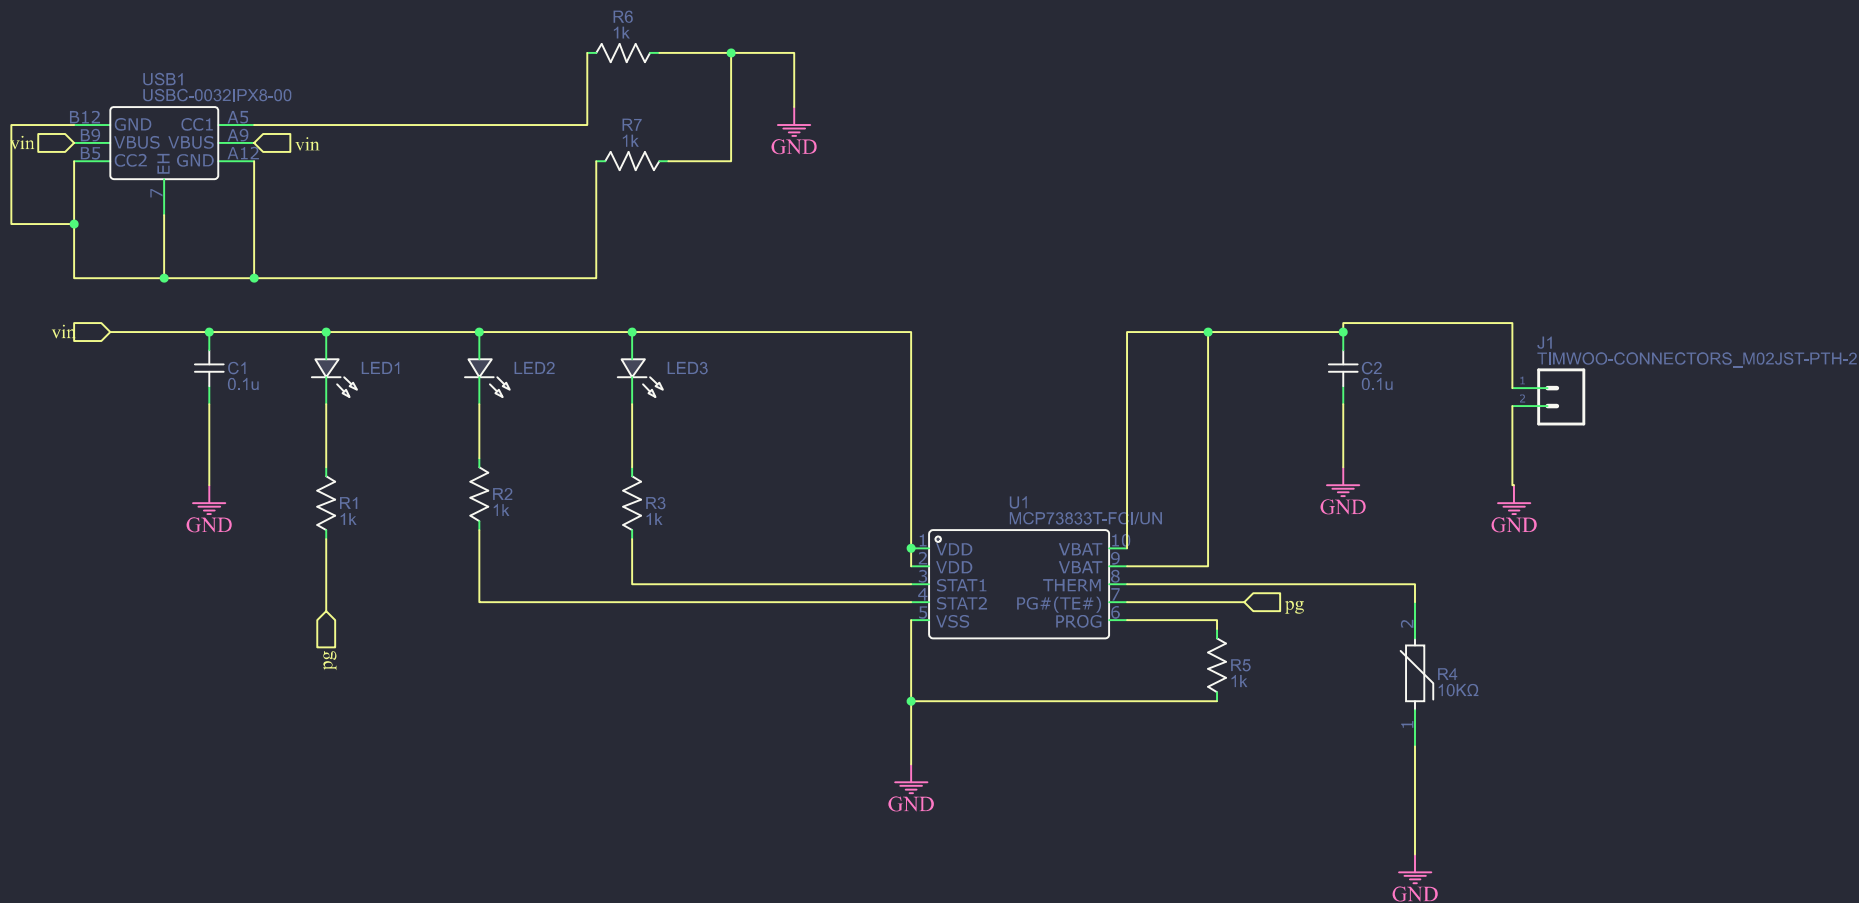 R6
1k
USB1
USBC-0032IPX8-00
B12
GND
CC1
A5
vin
B9
VBUS
VBUS
A9
vin
B5
CC2
EH
GND
A12
7
R7
1k
GND
vin
C1
0.1u
GND
LED1
LED2
LED3
R1
1k
R2
1k
R3
1k
pg
C2
0.1u
GND
J1
TIMWOO-CONNECTORS_M02JST-PTH-2
1
2
GND
U1
MCP73833T-FCI/UN
1
VDD
VBAT
10
2
VDD
VBAT
9
3
STAT1
THERM
8
4
STAT2
PG#(TE#)
7
pg
5
VSS
PROG
6
R5
1k
2
R4
10KΩ
1
GND
GND